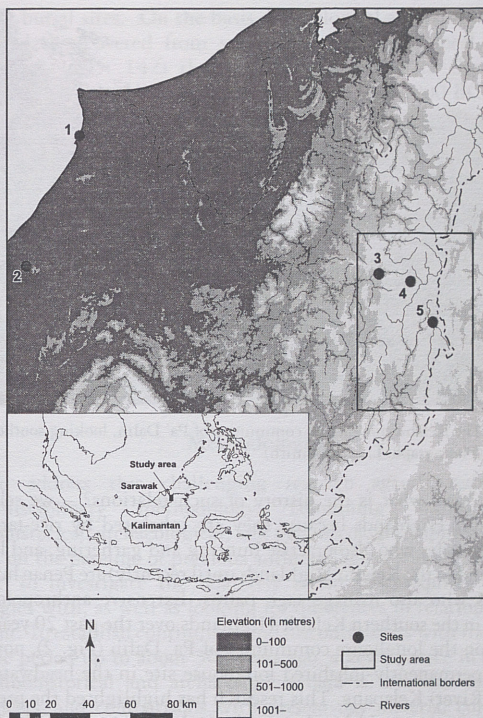 1
2
3
4
5
Study area
Sarawak
Kalimantan
N
0 10 20 40 60 80 km
Elevation (in metres)
0–100
101–500
501–1000
1001–
Sites
Study area
International borders
Rivers